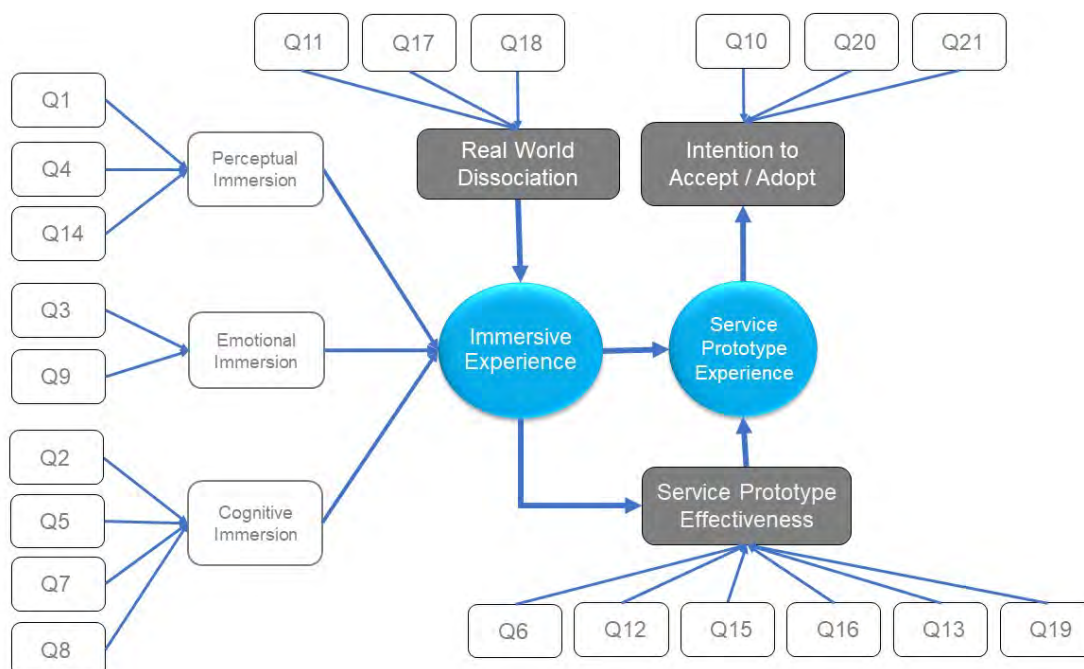 Q11
Q17
Q18
Q10
Q20
Q21
Q1
Q4
Q14
Perceptual
Immersion
Real World
Dissociation
Intention to
Accept / Adopt
Q3
Q9
Emotional
Immersion
Immersive
Experience
Service
Prototype
Experience
Q2
Q5
Q7
Q8
Cognitive
Immersion
Service Prototype
Effectiveness
Q6
Q12
Q15
Q16
Q13
Q19